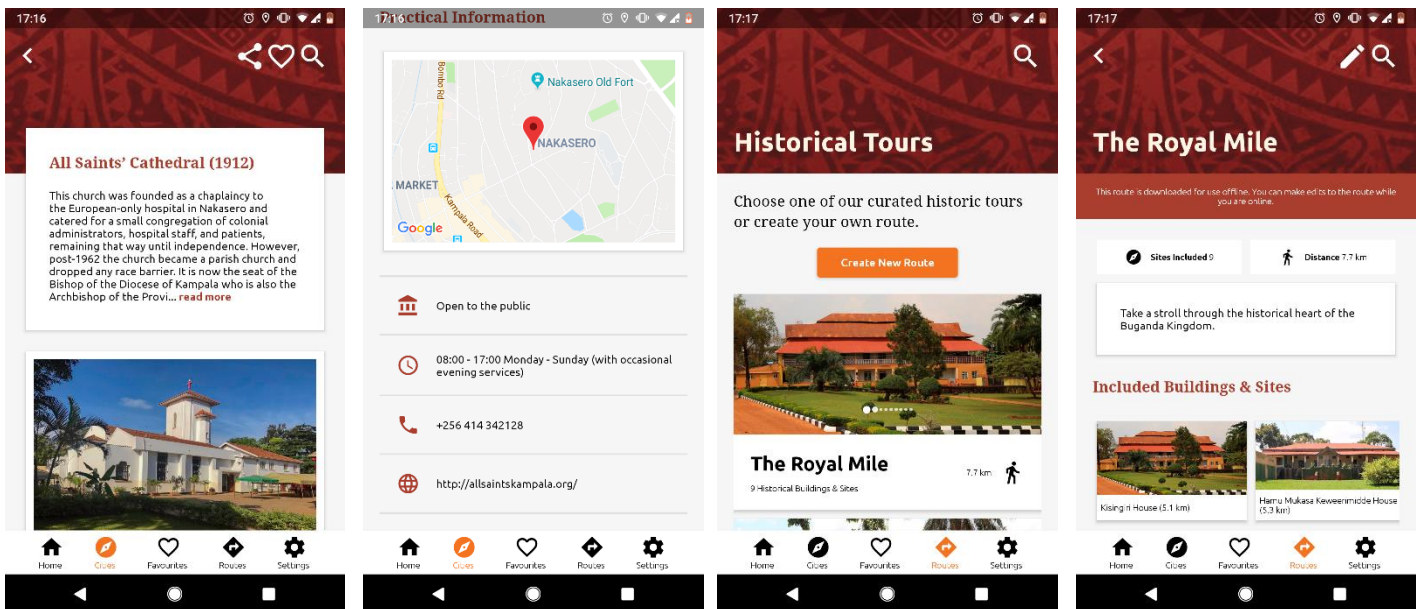 17:16
All Saints' Cathedral (1912)
This church was founded as a chaplaincy to
the European-only hospital in Nakasero and
catered for a small congregation of colonial
administrators, hospital staff, and patients,
remaining that way until independence. However,
post-1962 the church became a parish church and
dropped any race barrier. It is now the seat of the
Bishop of the Diocese of Kampala who is also the
Archbishop of the Provi... read more
Home
Cities
Favourites
Routes
Settings
17:16
Practical Information
Bombo Rd
Nakasero Old Fort
NAKASERO
MARKET
Kampala Road
Google
Open to the public
08:00 - 17:00 Monday - Sunday (with occasional
evening services)
+256 414 342128
http://allsaintskampala.org/
Home
Cities
Favourites
Routes
Settings
17:17
Historical Tours
Choose one of our curated historic tours
or create your own route.
Create New Route
The Royal Mile
7.7 km
9 Historical Buildings & Sites
Home
Cities
Favourites
Routes
Settings
17:17
The Royal Mile
This route is downloaded for use offline. You can make edits to the route while
you are online.
Sites Included 9
Distance 7.7 km
Take a stroll through the historical heart of the
Buganda Kingdom.
Included Buildings & Sites
Kisingiri House (5.1 km)
Hamu Mukasa Keweerimidde House
(5.3 km)
Home
Cities
Favourites
Routes
Settings